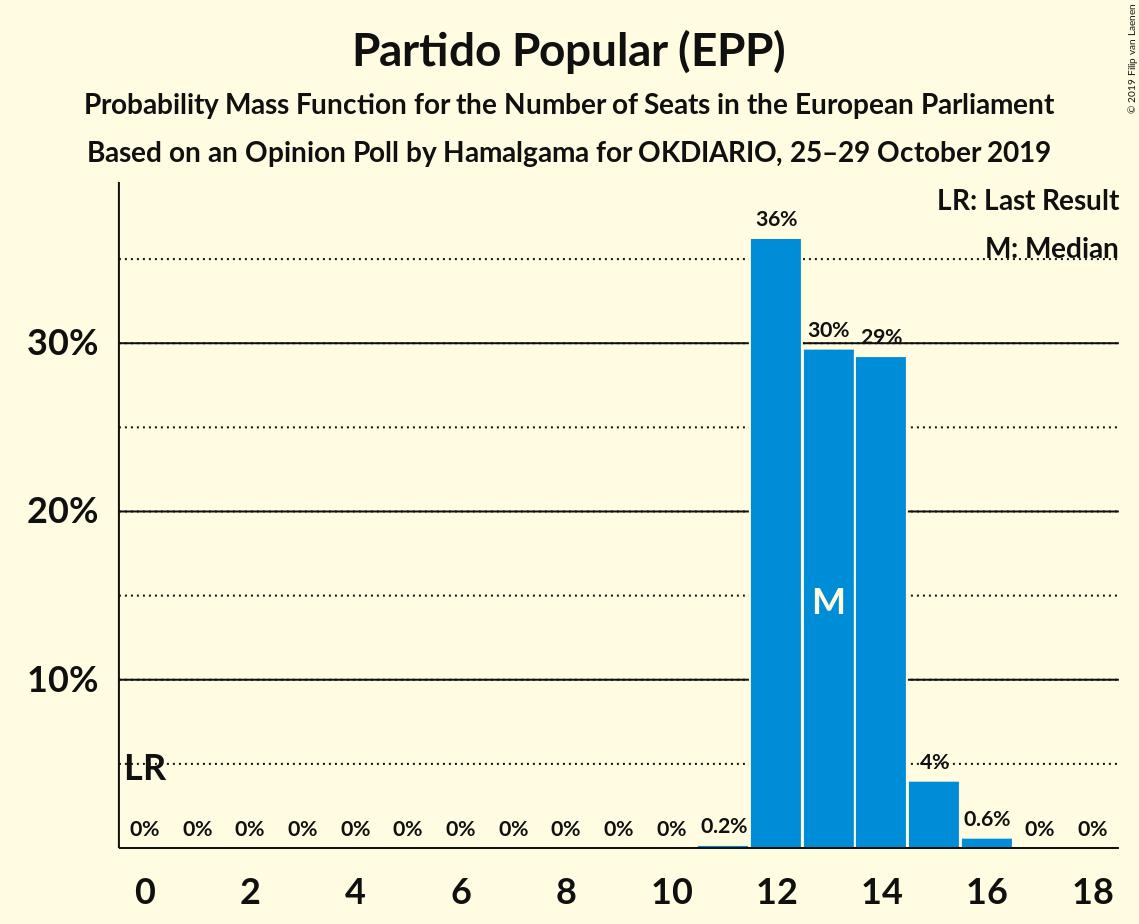 Partido Popular (EPP)
Probability Mass Function for the Number of Seats in the European Parliament
Based on an Opinion Poll by Hamalgama for OKDIARIO, 25–29 October 2019
© 2019 Filip van Laenen
LR: Last Result
M: Median
36%
30%
29%
30%
20%
10%
M
LR
4%
0% 0% 0% 0% 0% 0% 0% 0% 0% 0% 0% 0.2% 0.6% 0% 0%
0 2 4 6 8 10 12 14 16 18